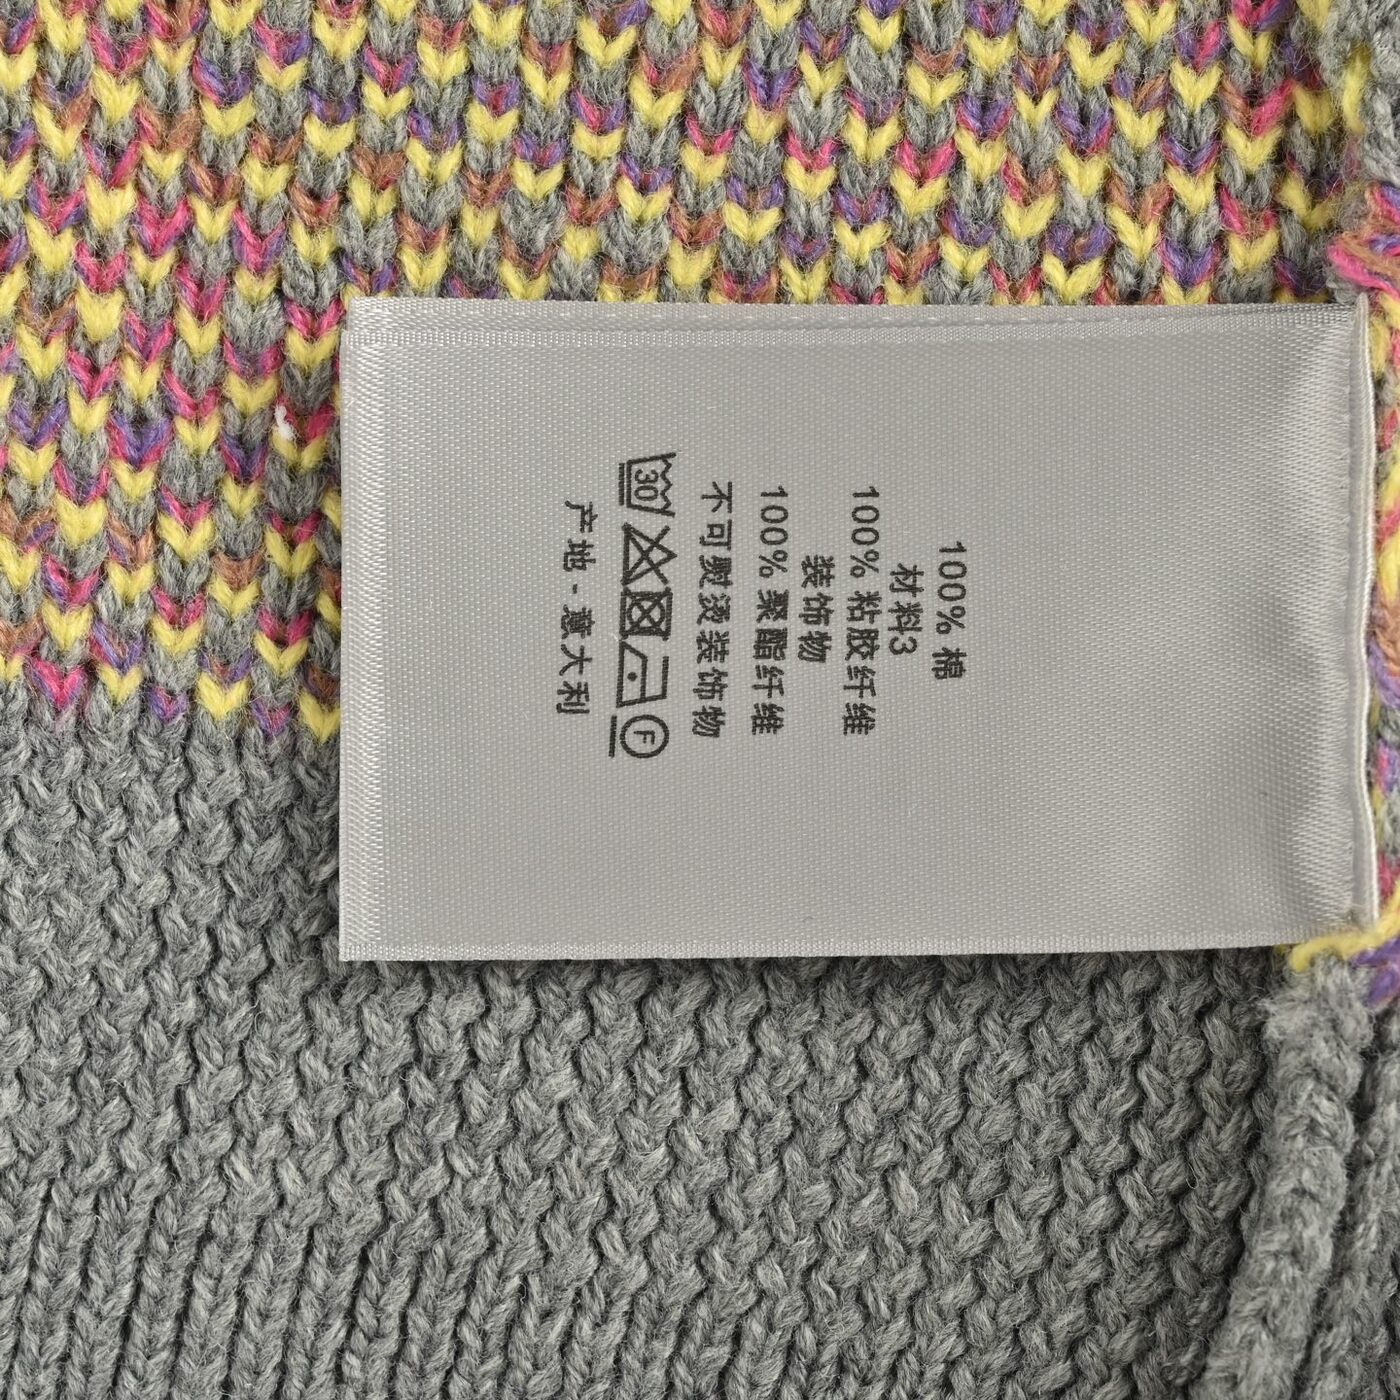 100% 棉
材料3
100% 粘胶纤维
装饰物
100% 聚酯纤维
不可熨烫装饰物
30 F
产地 - 意大利